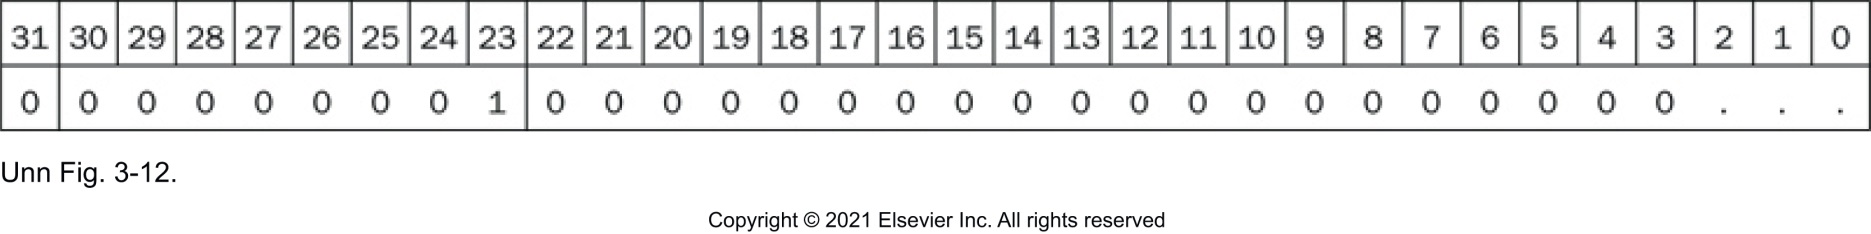 31 30 29 28 27 26 25 24 23 22 21 20 19 18 17 16 15 14 13 12 11 10 9 8 7 6 5 4 3 2 1 0
0 0 0 0 0 0 0 0 1 0 0 0 0 0 0 0 0 0 0 0 0 0 0 0 0 0 0 0 0 . . .
Unn Fig. 3-12.
Copyright © 2021 Elsevier Inc. All rights reserved